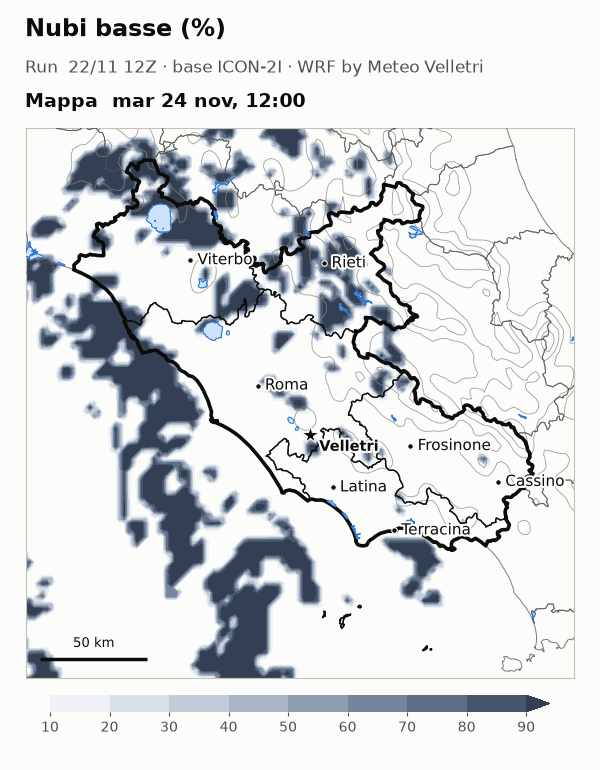 Nubi basse (%)
Run  22/11 12Z · base ICON-2I · WRF by Meteo Velletri
Mappa  mar 24 nov, 12:00
Viterbo
Rieti
Roma
Velletri
Frosinone
Cassino
Latina
Terracina
50 km
10 20 30 40 50 60 70 80 90